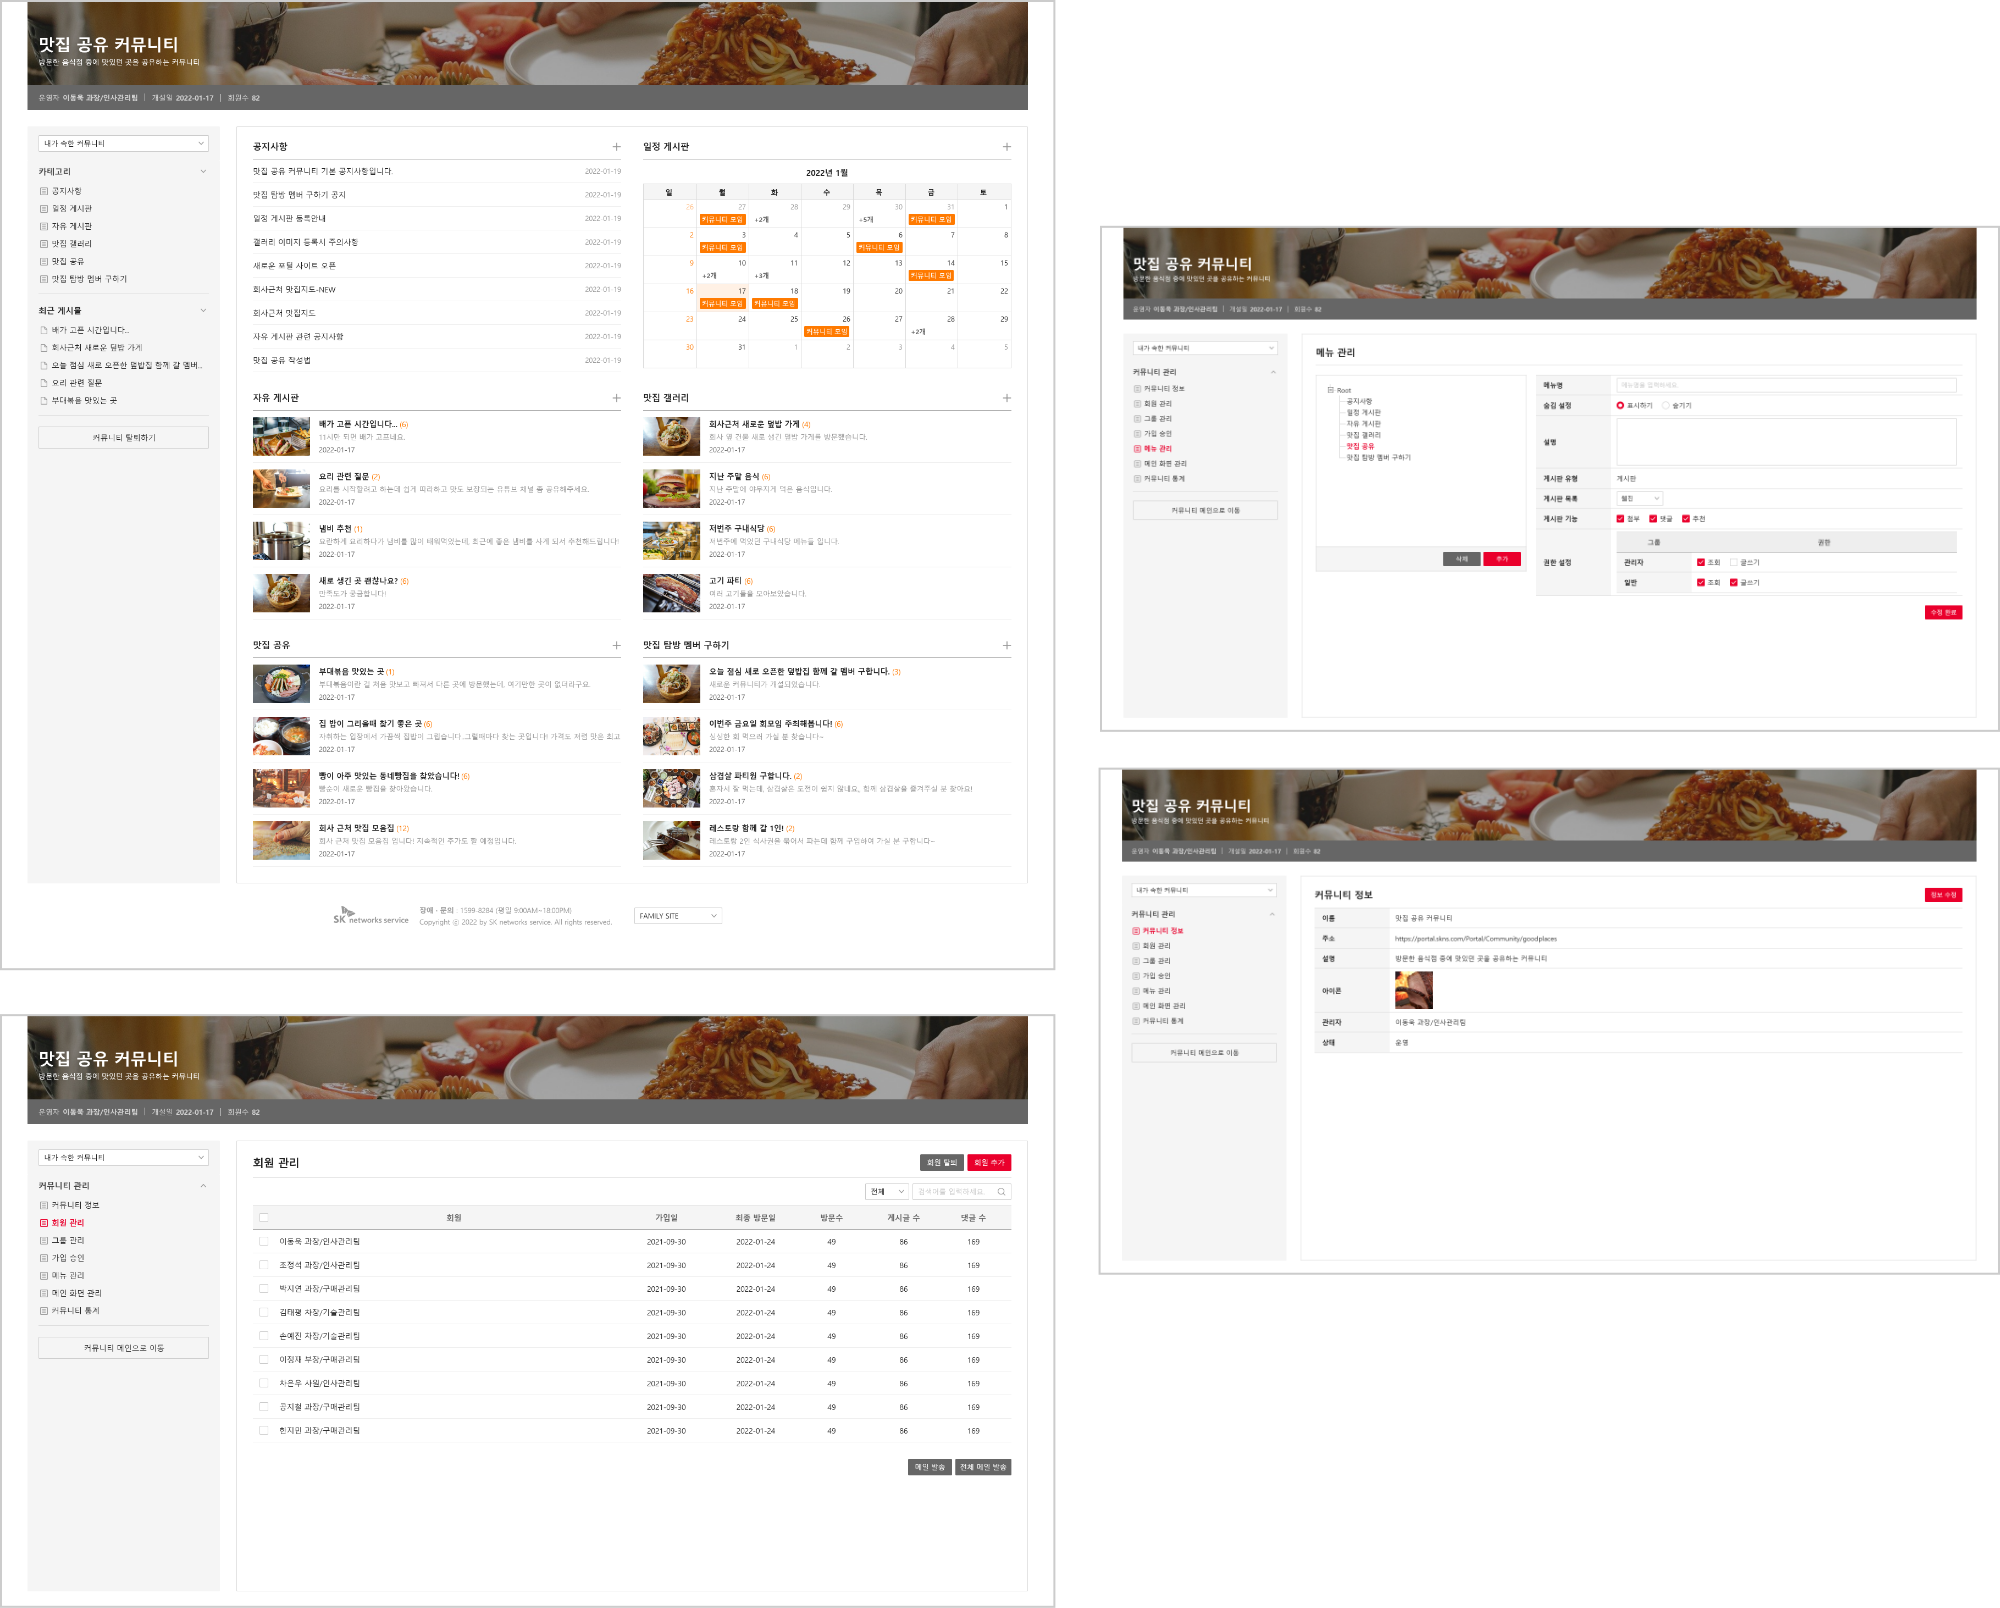 맛집 공유 커뮤니티
방문한 음식점 중에 맛있던 곳을 공유하는 커뮤니티
운영자 이동욱 과장/인사관리팀 | 개설일 2022-01-17 | 회원수 82
내가 속한 커뮤니티
카테고리
공지사항
일정 게시판
자유 게시판
맛집 갤러리
맛집 공유
맛집 탐방 멤버 구하기
최근 게시물
배가 고픈 시간입니다..
회사근처 새로운 덮밥 가게
오늘 점심 새로 오픈한 덮밥집 함께 갈 멤버...
요리 관련 질문
부대볶음 맛있는 곳
커뮤니티 탈퇴하기
공지사항
맛집 공유 커뮤니티 기본 공지사항입니다. 2022-01-19
맛집 탐방 멤버 구하기 공지 2022-01-19
일정 게시판 등록안내 2022-01-19
갤러리 이미지 등록시 주의사항 2022-01-19
새로운 포털 사이트 오픈 2022-01-19
회사근처 맛집지도-NEW 2022-01-19
회사근처 맛집지도 2022-01-19
자유 게시판 관련 공지사항 2022-01-19
맛집 공유 작성법 2022-01-19
일정 게시판
2022년 1월
일 월 화 수 목 금 토
26 27 28 29 30 31 1
커뮤니티 모임 +2개 +5개 커뮤니티 모임
2 3 4 5 6 7 8
커뮤니티 모임 커뮤니티 모임
9 10 11 12 13 14 15
+2개 +3개 커뮤니티 모임
16 17 18 19 20 21 22
커뮤니티 모임 커뮤니티 모임
23 24 25 26 27 28 29
커뮤니티 모임 +2개
30 31 1 2 3 4 5
자유 게시판
배가 고픈 시간입니다... (6)
11시만 되면 배가 고프네요.
2022-01-17
요리 관련 질문 (2)
요리를 시작할려고 하는데 쉽게 따라하고 맛도 보장되는 유튜브 채널 좀 공유해주세요.
2022-01-17
냄비 추천 (1)
요란하게 요리하다가 냄비를 많이 태워먹었는데, 최근에 좋은 냄비를 사게 되서 추천해드립니다!
2022-01-17
새로 생긴 곳 괜찮나요? (6)
만족도가 궁금합니다!
2022-01-17
맛집 갤러리
회사근처 새로운 덮밥 가게 (4)
회사 옆 건물 새로 생긴 덮밥 가게를 방문했습니다.
2022-01-17
지난 주말 음식 (6)
지난 주말에 야무지게 먹은 음식입니다.
2022-01-17
저번주 구내식당 (6)
저번주에 먹었던 구내식당 메뉴들 입니다.
2022-01-17
고기 파티 (6)
여러 고기들을 모아보았습니다.
2022-01-17
맛집 공유
부대볶음 맛있는 곳 (1)
부대볶음이란 걸 처음 맛보고 빠져서 다른 곳에 방문했는데, 여기만한 곳이 없더라구요.
2022-01-17
집 밥이 그리울때 찾기 좋은 곳 (6)
자취하는 입장에서 가끔씩 집밥이 그립습니다. 그럴때마다 찾는 곳입니다! 가격도 저렴 맛은 최고
2022-01-17
빵이 아주 맛있는 동네빵집을 찾았습니다! (6)
빵순이 새로운 빵집을 찾아왔습니다.
2022-01-17
회사 근처 맛집 모음집 (12)
회사 근처 맛집 모음집 입니다! 지속적인 추가도 할 예정입니다.
2022-01-17
맛집 탐방 멤버 구하기
오늘 점심 새로 오픈한 덮밥집 함께 갈 멤버 구합니다. (3)
새로운 커뮤니티가 개설되었습니다.
2022-01-17
이번주 금요일 회모임 주최해봅니다! (6)
싱싱한 회 먹으러 가실 분 찾습니다~
2022-01-17
삼겹살 파티원 구합니다. (2)
혼자서 잘 먹는데, 삼겹살은 도전이 쉽지 않네요, 함께 삼겹살을 즐겨주실 분 찾아요!
2022-01-17
레스토랑 함께 갈 1인! (2)
레스토랑 2인 식사권을 묶어서 파는데 함께 구입하여 가실 분 구합니다~
2022-01-17
SK networks service
장애 · 문의 : 1599-8284 (평일 9:00AM~18:00PM)
Copyright ⓒ 2022 by SK networks service. All rights reserved.
FAMILY SITE
맛집 공유 커뮤니티
방문한 음식점 중에 맛있던 곳을 공유하는 커뮤니티
운영자 이동욱 과장/인사관리팀 | 개설일 2022-01-17 | 회원수 82
내가 속한 커뮤니티
커뮤니티 관리
커뮤니티 정보
회원 관리
그룹 관리
가입 승인
메뉴 관리
메인 화면 관리
커뮤니티 통계
커뮤니티 메인으로 이동
회원 관리
회원 탈퇴 회원 추가
전체 검색어를 입력하세요.
회원 가입일 최종 방문일 방문수 게시글 수 댓글 수
이동욱 과장/인사관리팀 2021-09-30 2022-01-24 49 86 169
조정석 과장/인사관리팀 2021-09-30 2022-01-24 49 86 169
박지연 과장/구매관리팀 2021-09-30 2022-01-24 49 86 169
김태평 차장/기술관리팀 2021-09-30 2022-01-24 49 86 169
손예진 차장/기술관리팀 2021-09-30 2022-01-24 49 86 169
이정재 부장/구매관리팀 2021-09-30 2022-01-24 49 86 169
차은우 사원/인사관리팀 2021-09-30 2022-01-24 49 86 169
공지철 과장/구매관리팀 2021-09-30 2022-01-24 49 86 169
한지민 과장/구매관리팀 2021-09-30 2022-01-24 49 86 169
메일 발송 전체 메일 발송
맛집 공유 커뮤니티
방문한 음식점 중에 맛있던 곳을 공유하는 커뮤니티
운영자 이동욱 과장/인사관리팀 | 개설일 2022-01-17 | 회원수 82
내가 속한 커뮤니티
커뮤니티 관리
커뮤니티 정보
회원 관리
그룹 관리
가입 승인
메뉴 관리
메인 화면 관리
커뮤니티 통계
커뮤니티 메인으로 이동
메뉴 관리
Root
공지사항
일정 게시판
자유 게시판
맛집 갤러리
맛집 공유
맛집 탐방 멤버 구하기
삭제 추가
메뉴명 메뉴명을 입력하세요.
숨김 설정 표시하기 숨기기
설명
게시판 유형 게시판
게시판 목록 웹진
게시판 기능 첨부 댓글 추천
그룹 권한
권한 설정 관리자 조회 글쓰기
일반 조회 글쓰기
수정 완료
맛집 공유 커뮤니티
방문한 음식점 중에 맛있던 곳을 공유하는 커뮤니티
운영자 이동욱 과장/인사관리팀 | 개설일 2022-01-17 | 회원수 82
내가 속한 커뮤니티
커뮤니티 관리
커뮤니티 정보
회원 관리
그룹 관리
가입 승인
메뉴 관리
메인 화면 관리
커뮤니티 통계
커뮤니티 메인으로 이동
커뮤니티 정보
정보 수정
이름 맛집 공유 커뮤니티
주소 https://portal.skns.com/Portal/Community/goodplaces
설명 방문한 음식점 중에 맛있던 곳을 공유하는 커뮤니티
아이콘
관리자 이동욱 과장/인사관리팀
상태 운영